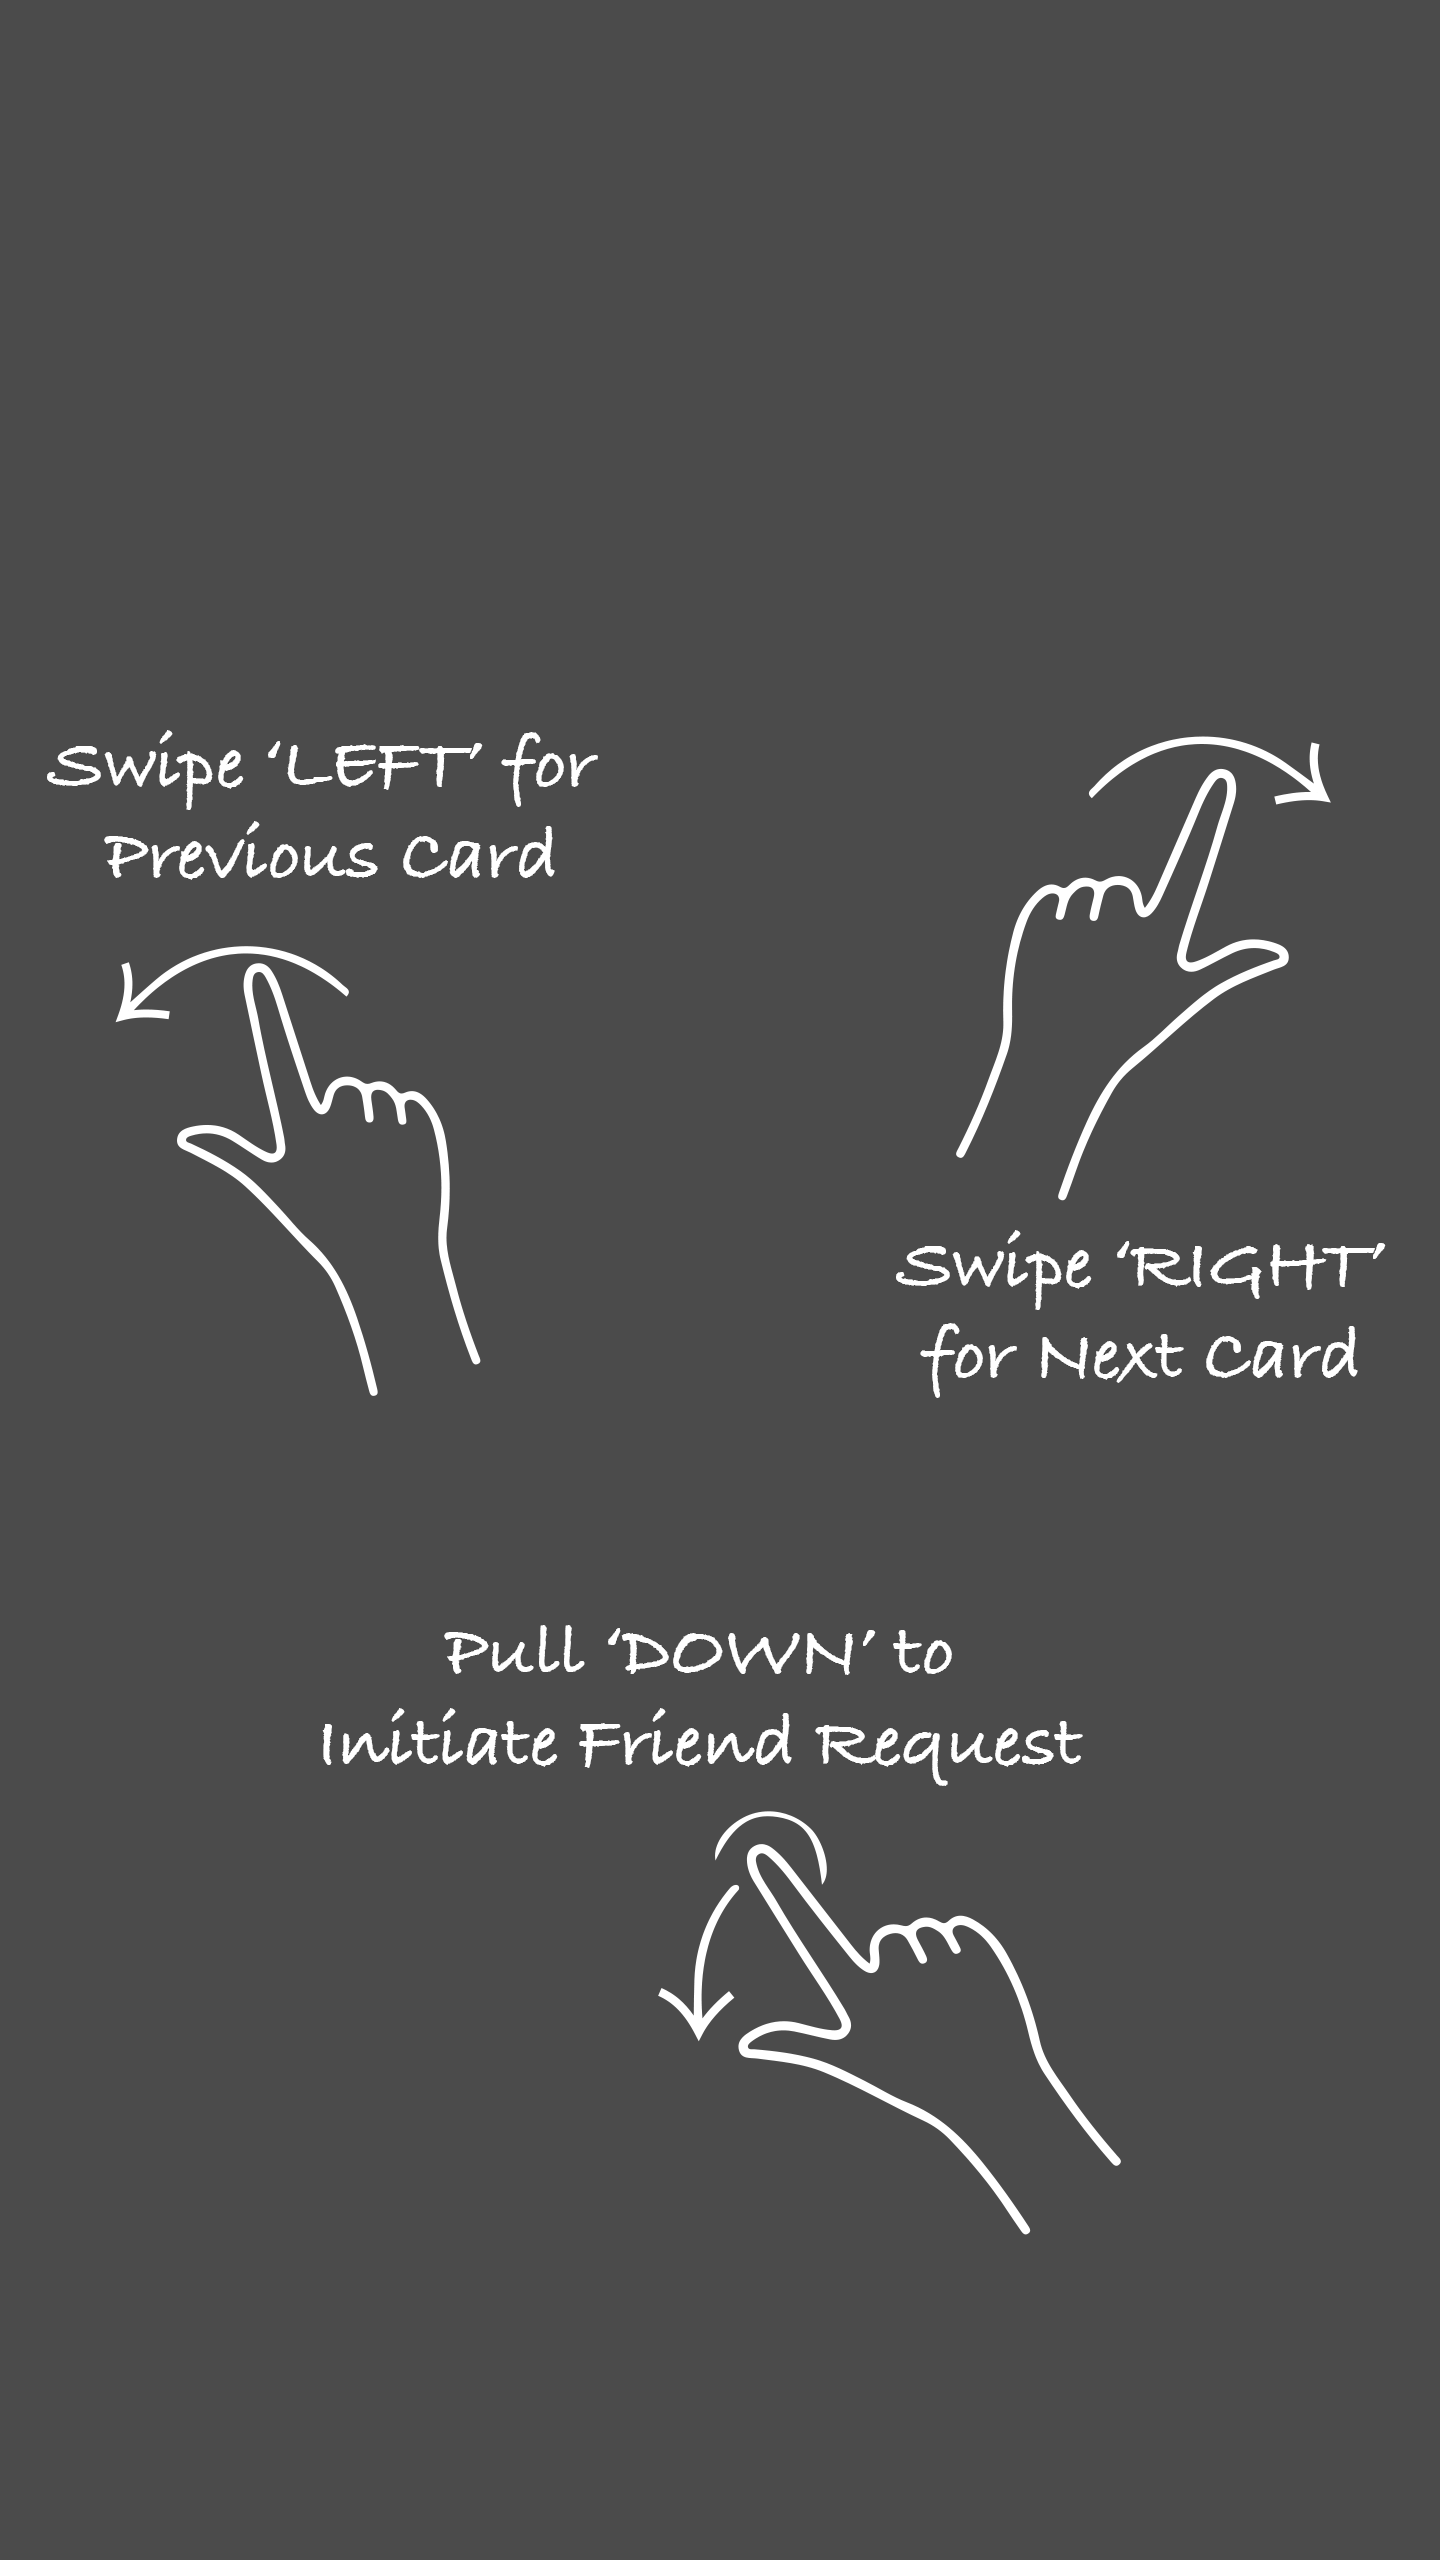 Swipe ‘LEFT’ for
Previous Card
Swipe ‘RIGHT’
for Next Card
Pull ‘DOWN’ to
Initiate Friend Request